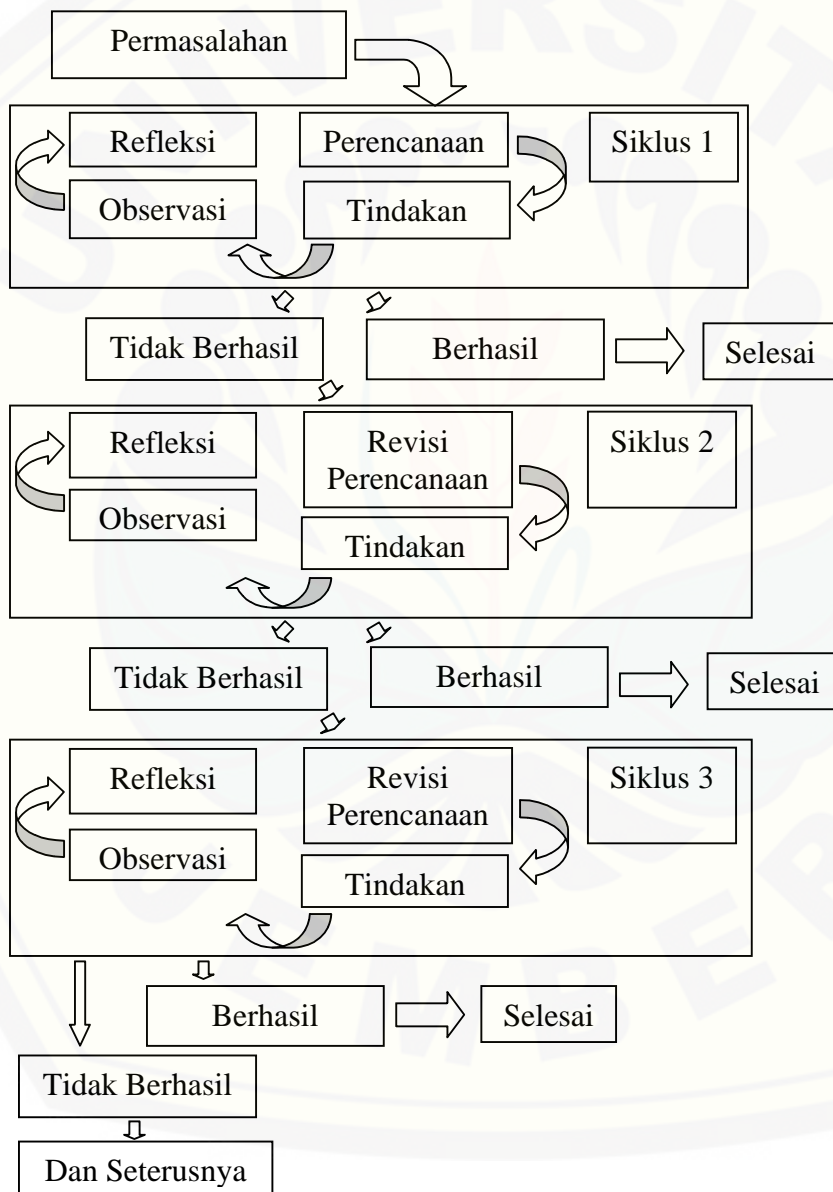 Permasalahan
Refleksi
Perencanaan
Siklus 1
Observasi
Tindakan
Tidak Berhasil
Berhasil
Selesai
Refleksi
Revisi
Perencanaan
Siklus 2
Observasi
Tindakan
Tidak Berhasil
Berhasil
Selesai
Refleksi
Revisi
Perencanaan
Siklus 3
Observasi
Tindakan
Berhasil
Selesai
Tidak Berhasil
Dan Seterusnya